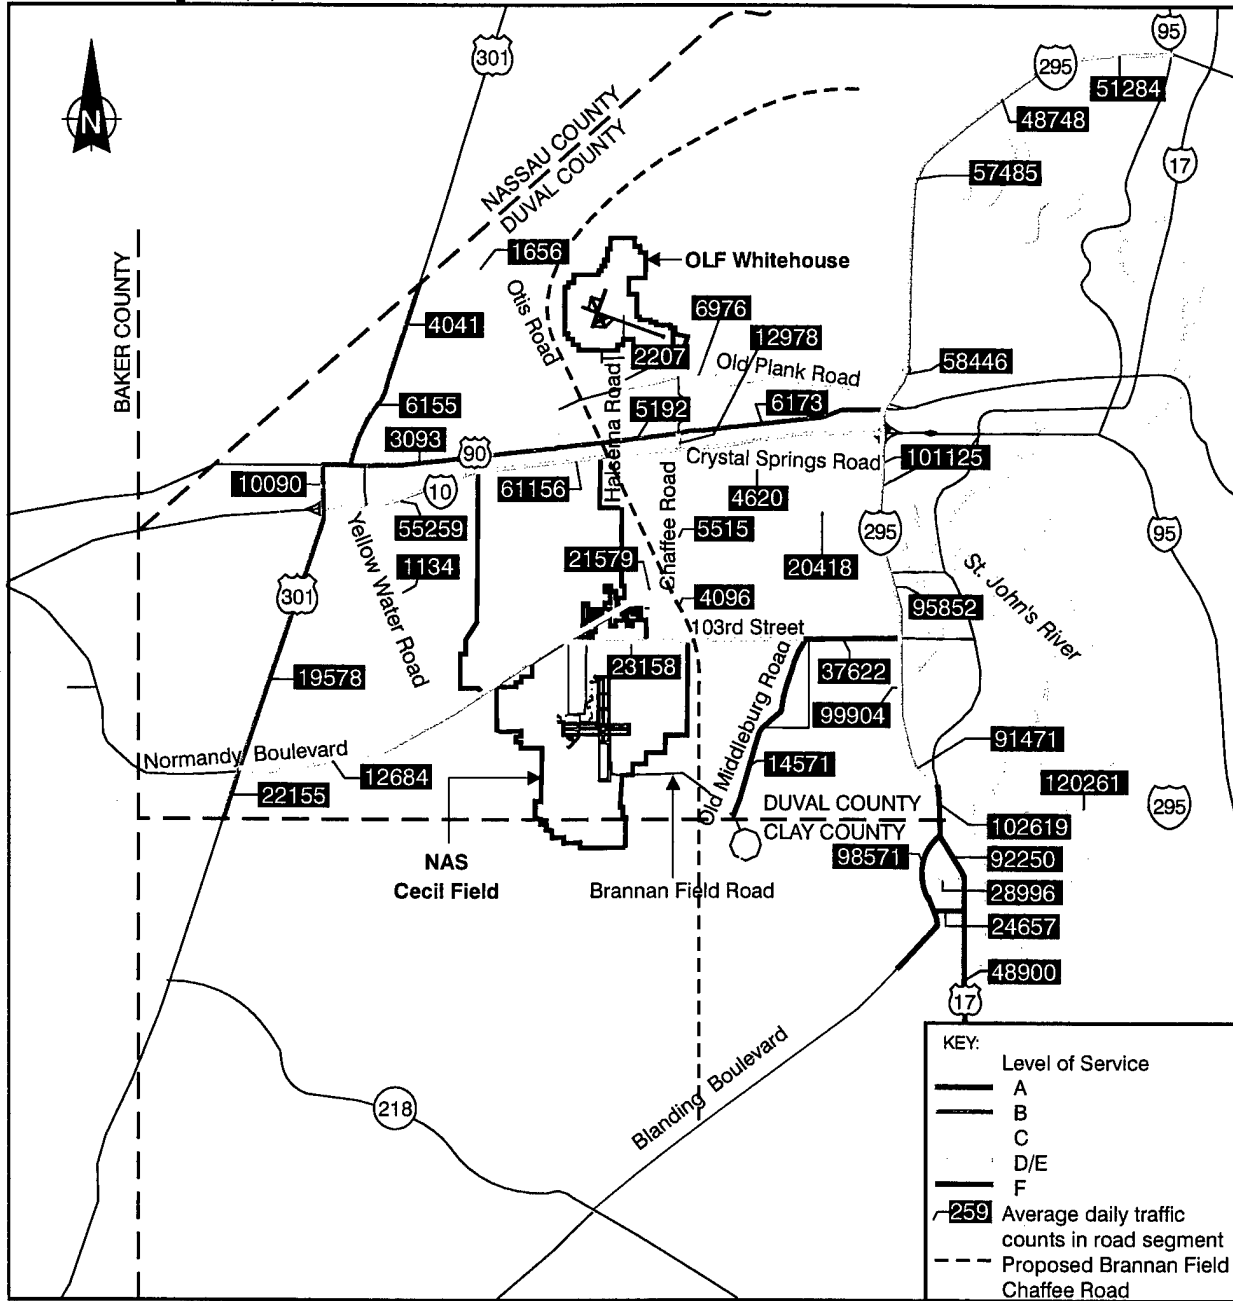 95
301
295
51284
48748
N
17
57485
NASSAU COUNTY
DUVAL COUNTY
1656
OLF Whitehouse
BAKER COUNTY
Otis Road
6976
4041
12978
2207
Old Plank Road
58446
Halsema Road
6155
5192
6173
3093
90
Crystal Springs Road
101125
10090
10
61156
4620
Chaffee Road
55259
5515
295
95
Yellow Water Road
21579
20418
1134
St. John's River
301
4096
95852
103rd Street
23158
37622
19578
Old Middleburg Road
99904
91471
Normandy Boulevard
12684
14571
120261
22155
DUVAL COUNTY
295
CLAY COUNTY
102619
98571
92250
NAS
Cecil Field
Brannan Field Road
28996
24657
48900
17
Blanding Boulevard
218
KEY:
Level of Service
A
B
C
D/E
F
259 Average daily traffic
counts in road segment
Proposed Brannan Field
Chaffee Road